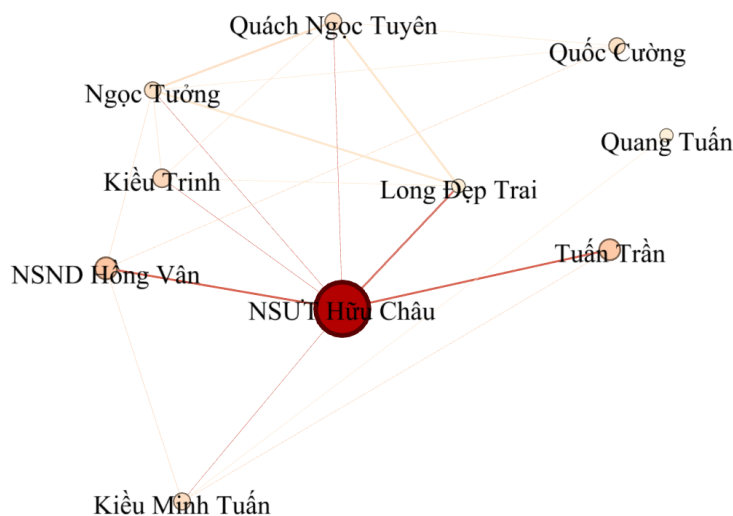 Quách Ngọc Tuyên
Quốc Cường
Ngọc Tưởng
Quang Tuấn
Kiều Trinh
Long Đẹp Trai
Tuấn Trần
NSND Hồng Vân
NSƯT Hữu Châu
Kiều Minh Tuấn